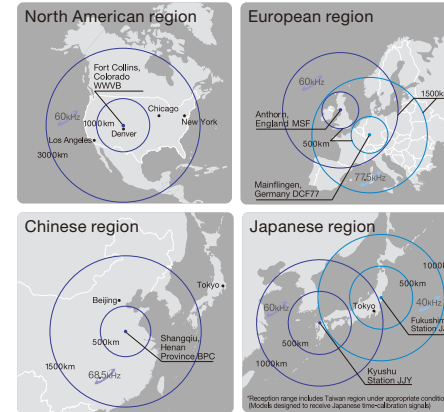 North American region
Fort Collins,
Colorado
WWVB
60kHz
1000km
Chicago
New York
Denver
Los Angeles
3000km
European region
60kHz
1500k
Anthorn,
England MSF
500km
Mainflingen,
Germany DCF77
77.5kHz
Chinese region
Tokyo
Beijing
500km
Shangqiu,
Henan
Province BPC
1500km
68.5kHz
Japanese region
1000
500km
60kHz
Tokyo
40kHz
Fukushim
Station J
500km
1000km
Kyushu
Station JJY
*Reception range includes Taiwan region under appropriate conditio
(Models designed to receive Japanese time-calibration signals)